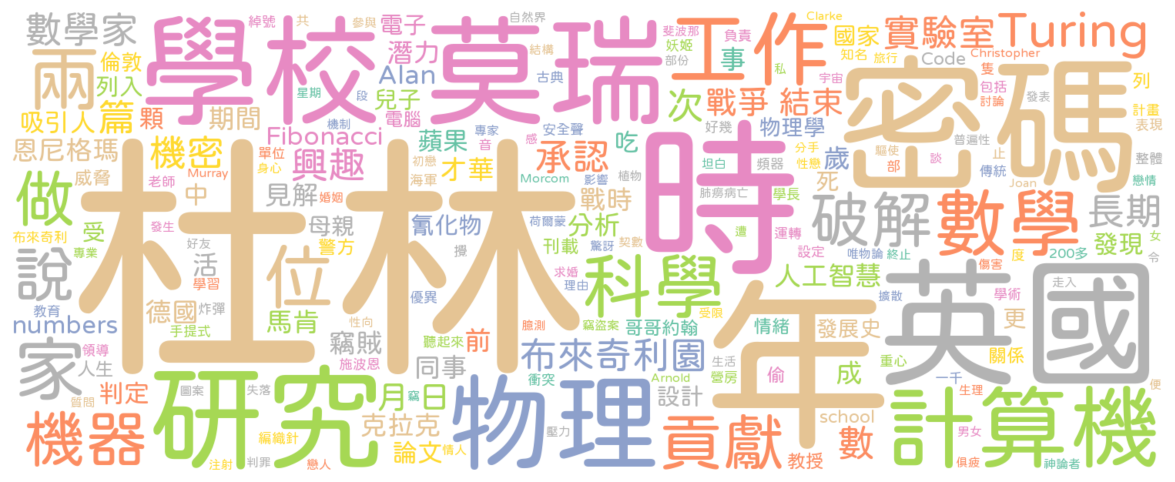 杜林
學校
莫瑞
時
年
密碼
英國
工作
研究
物理
科學
數學
計算機
貢獻
機器
家
說
位
兩
做
破解
實驗室
Turing
布來奇利園
數學家
倫敦
列入
吸引人
篇
顆
期間
恩尼格瑪
機密
威脅
單位
Murray
老師
中
受
布來奇利
專業
發生
好友
學習
活
教育
numbers
德國
炸彈
手提式
領導
人生
判定
質問
圖案
失落
編織針
注射
判罪
戀人
綽號
共
參與
電子
潛力
Alan
星期
段
兒子
電腦
Fibonacci
機制
興趣
身心
婚姻
見解
母親
警方
馬肯
竊賊
性向
聽起來
施波恩
同事
月
日
克拉克
論文
竊
情人
蘋果
專家
音
才華
初戀
海軍
氰化物
攪
優異
前
臆測
衝突
壓力
自然界
結構
古典
感
安全聲
承認
Morcom
影響
植物
戰時
荷爾蒙
分析
刊載
驚訝
契數
求婚
理由
竊盜案
哥哥約翰
受限
生活
Arnold
營房
設計
斐波那
妖姬
部份
負責
事
次
吃
戰爭
結束
好幾
物理學
坦白
頻器
分手
性戀
歲
肺癆病亡
死
學長
遭
運轉
設定
人工智慧
情緒
偷
發展史
成
school
教授
數
Clarke
國家
知名
旅行
私
宇宙
Code
Christopher
隻
包括
討論
列
計畫
表現
發表
普遍性
整體
驅使
部
談
止
傳統
Joan
戀情
長期
發現
唯物論
終止
200多
度
女
令
擴散
傷害
走入
學術
更
關係
重心
一千
生理
男女
俱疲
神論者
便